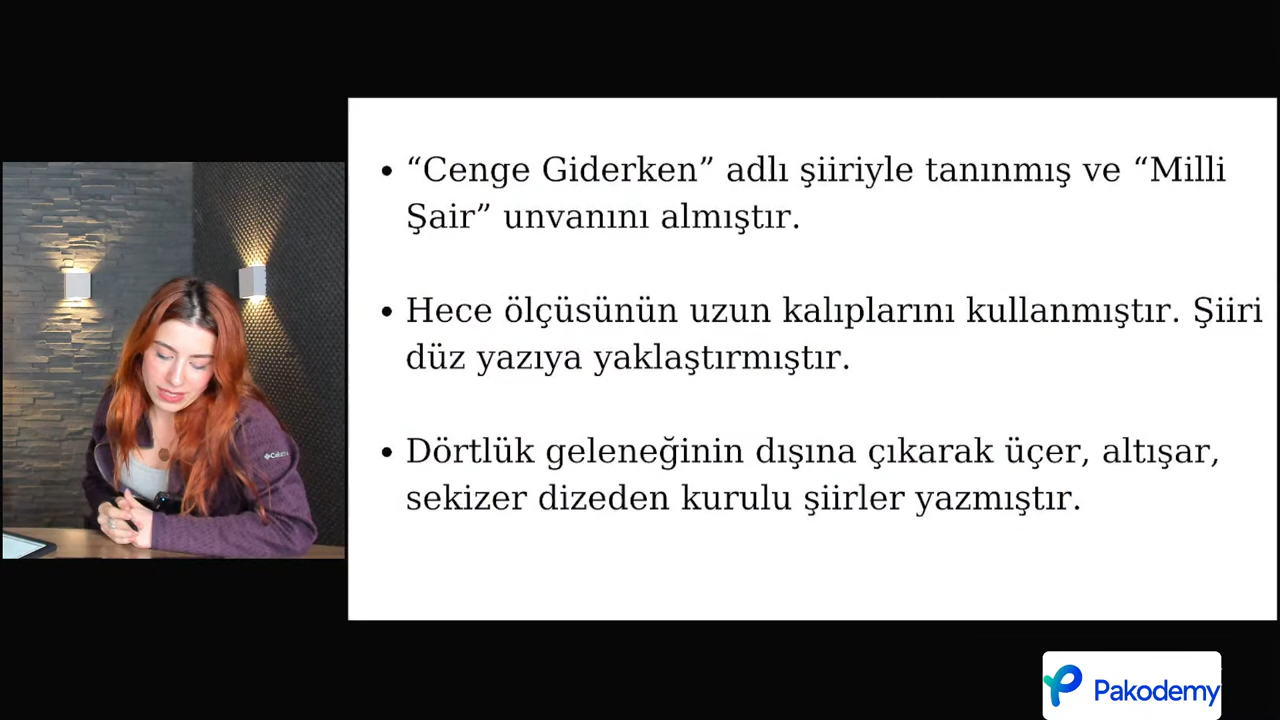 • “Cenge Giderken” adlı şiiriyle tanınmış ve “Milli
Şair” unvanını almıştır.
• Hece ölçüsünün uzun kalıplarını kullanmıştır. Şiiri
düz yazıya yaklaştırmıştır.
• Dörtlük geleneğinin dışına çıkarak üçer, altışar,
sekizer dizeden kurulu şiirler yazmıştır.
Columbia
Pakodemy